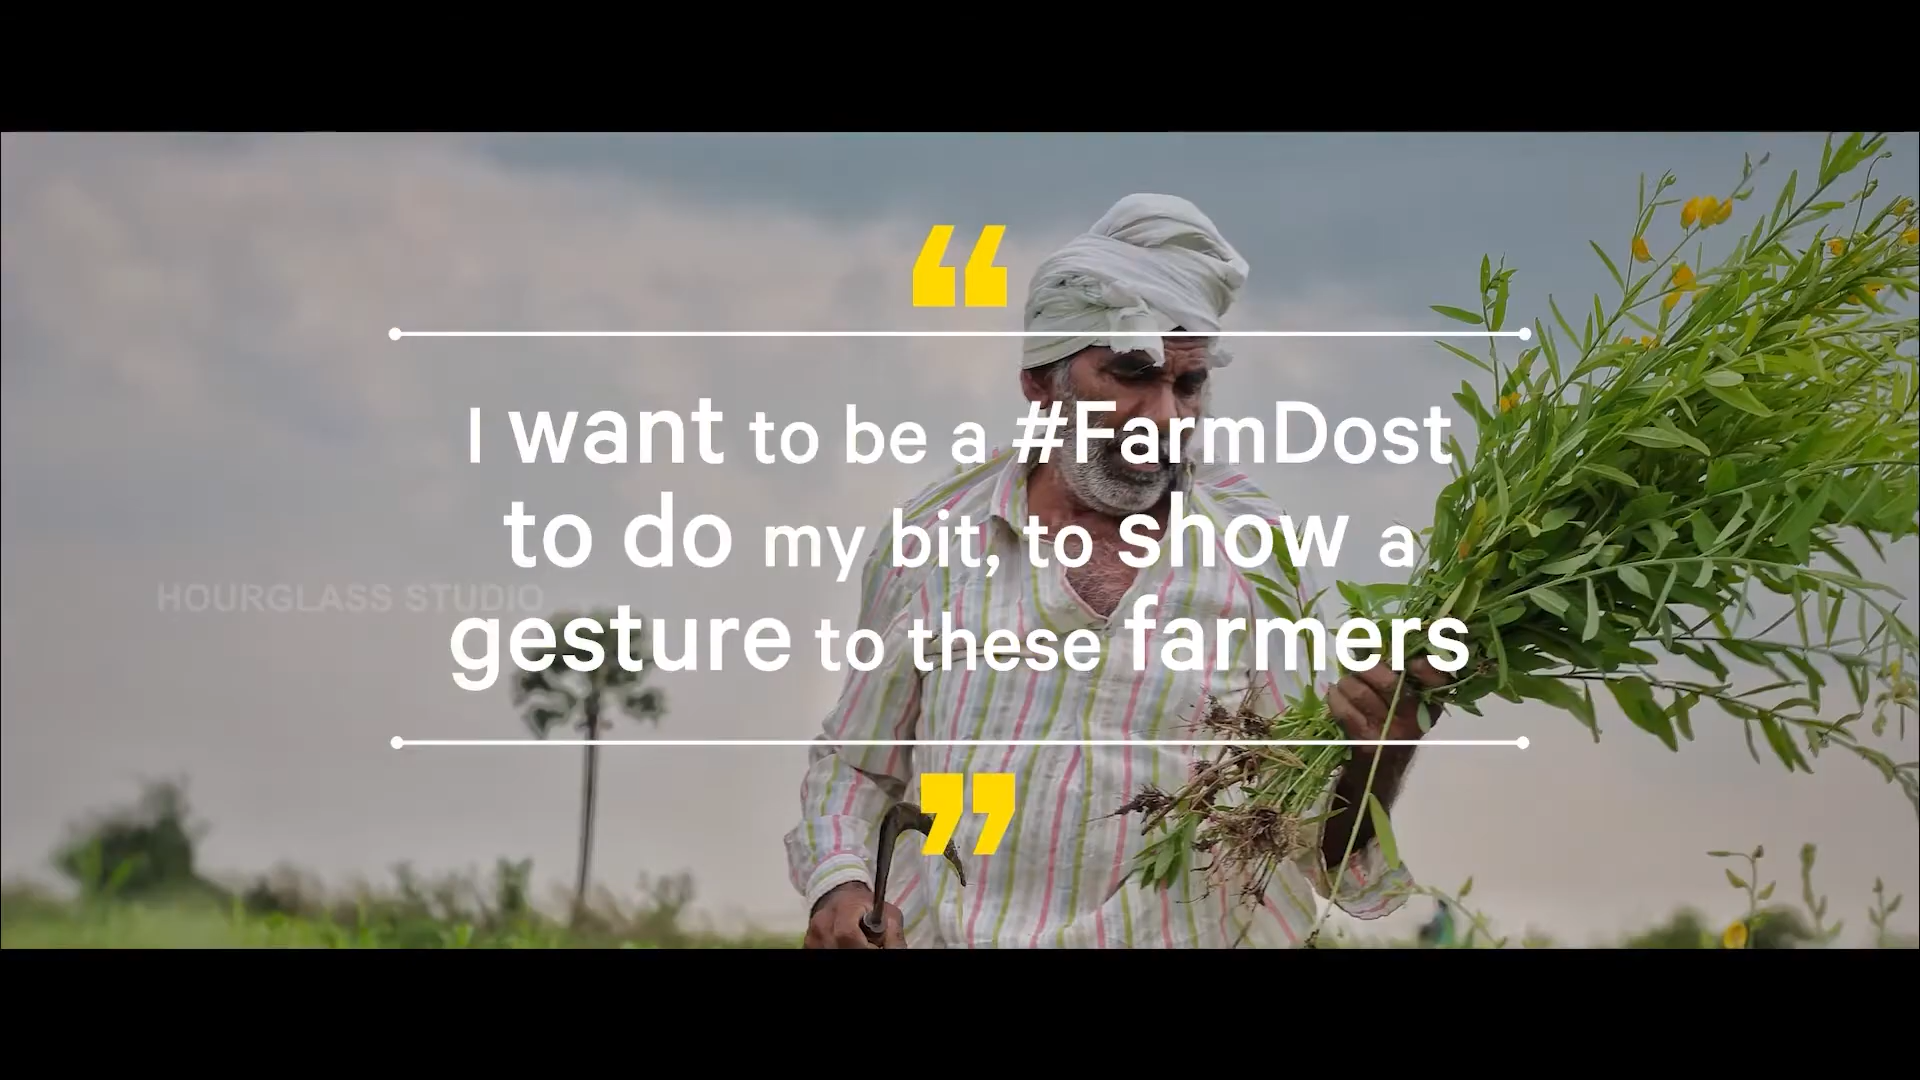 “
I want to be a #FarmDost
to do my bit, to show a
HOURGLASS STUDIO
gesture to these farmers
”